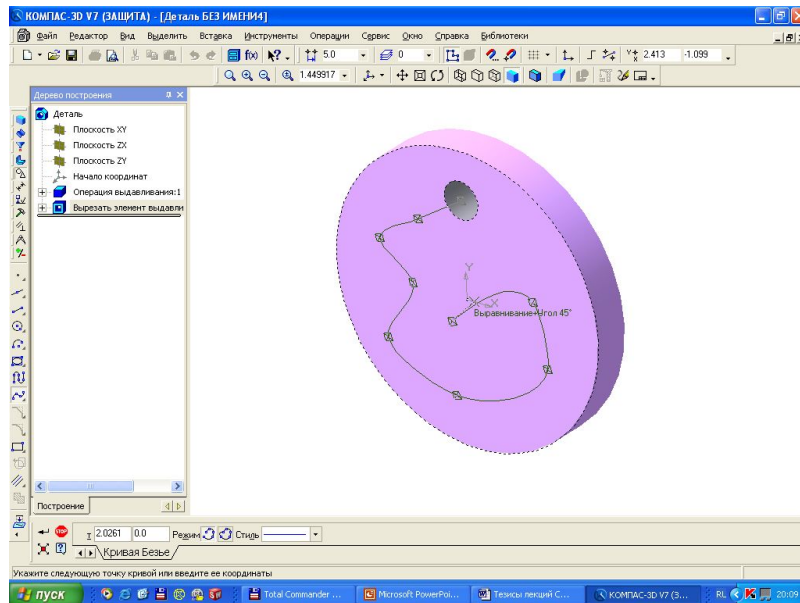 КОМПАС-3D V7 (ЗАЩИТА) - [Деталь БЕЗ ИМЕНИ4]
Файл Редактор Вид Выделить Вставка Инструменты Операции Сервис Окно Справка Библиотеки
f(x) 5.0 0 2.413 -1.099
1.449917
Дерево построения
Деталь
Плоскость XY
Плоскость ZX
Плоскость ZY
Начало координат
Операция выдавливания:1
Вырезать элемент выдавли
Y
X
Выравнивание+Угол 45°
Построение
STOP T 2.0261 0.0 Режим Стиль
Кривая Безье
Укажите следующую точку кривой или введите ее координаты
пуск Total Commander ... Microsoft PowerPoi... Тезисы лекций С... КОМПАС-3D V7 (З... RL 20:09